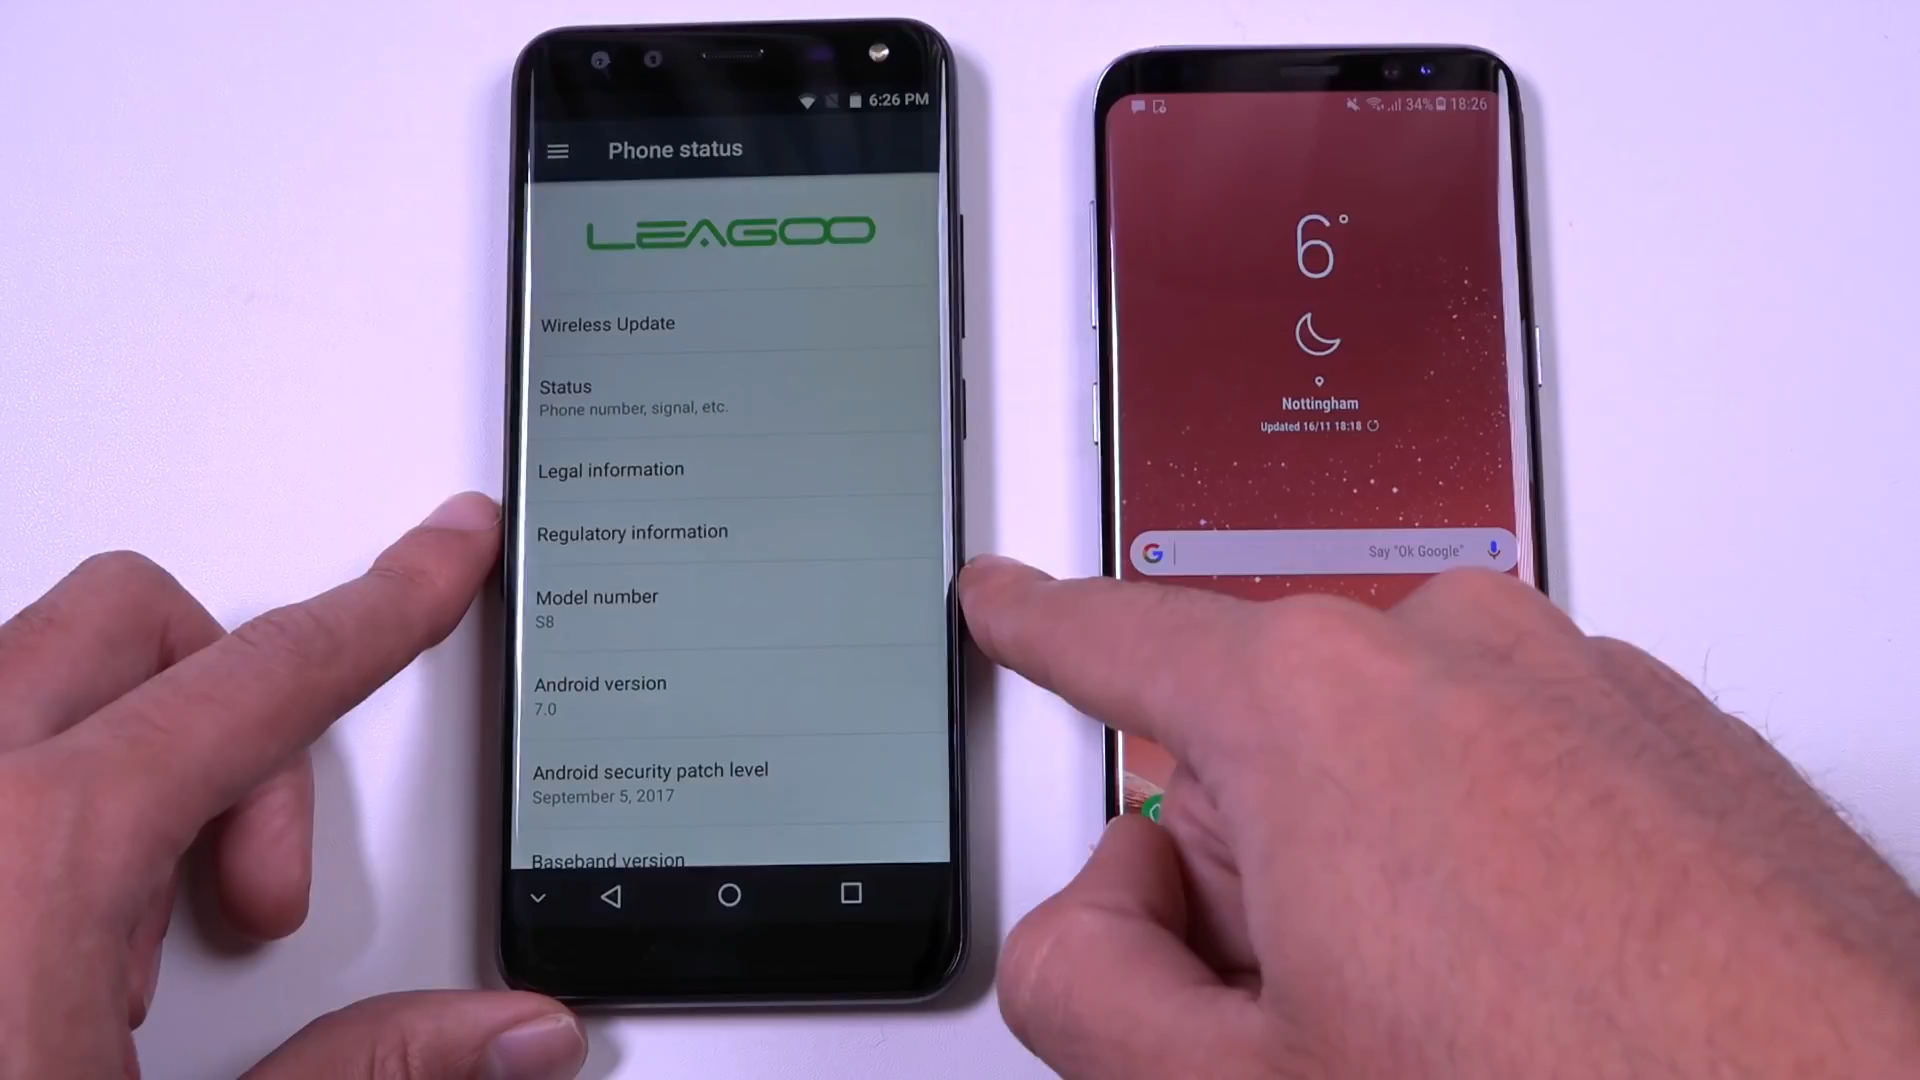 6:26 PM
Phone status
LEAGOO
Wireless Update
Status
Phone number, signal, etc.
Legal information
Regulatory information
Model number
S8
Android version
7.0
Android security patch level
September 5, 2017
Baseband version
34% 18:26
6°
Nottingham
Updated 16/11 18:18
G Say "Ok Google"